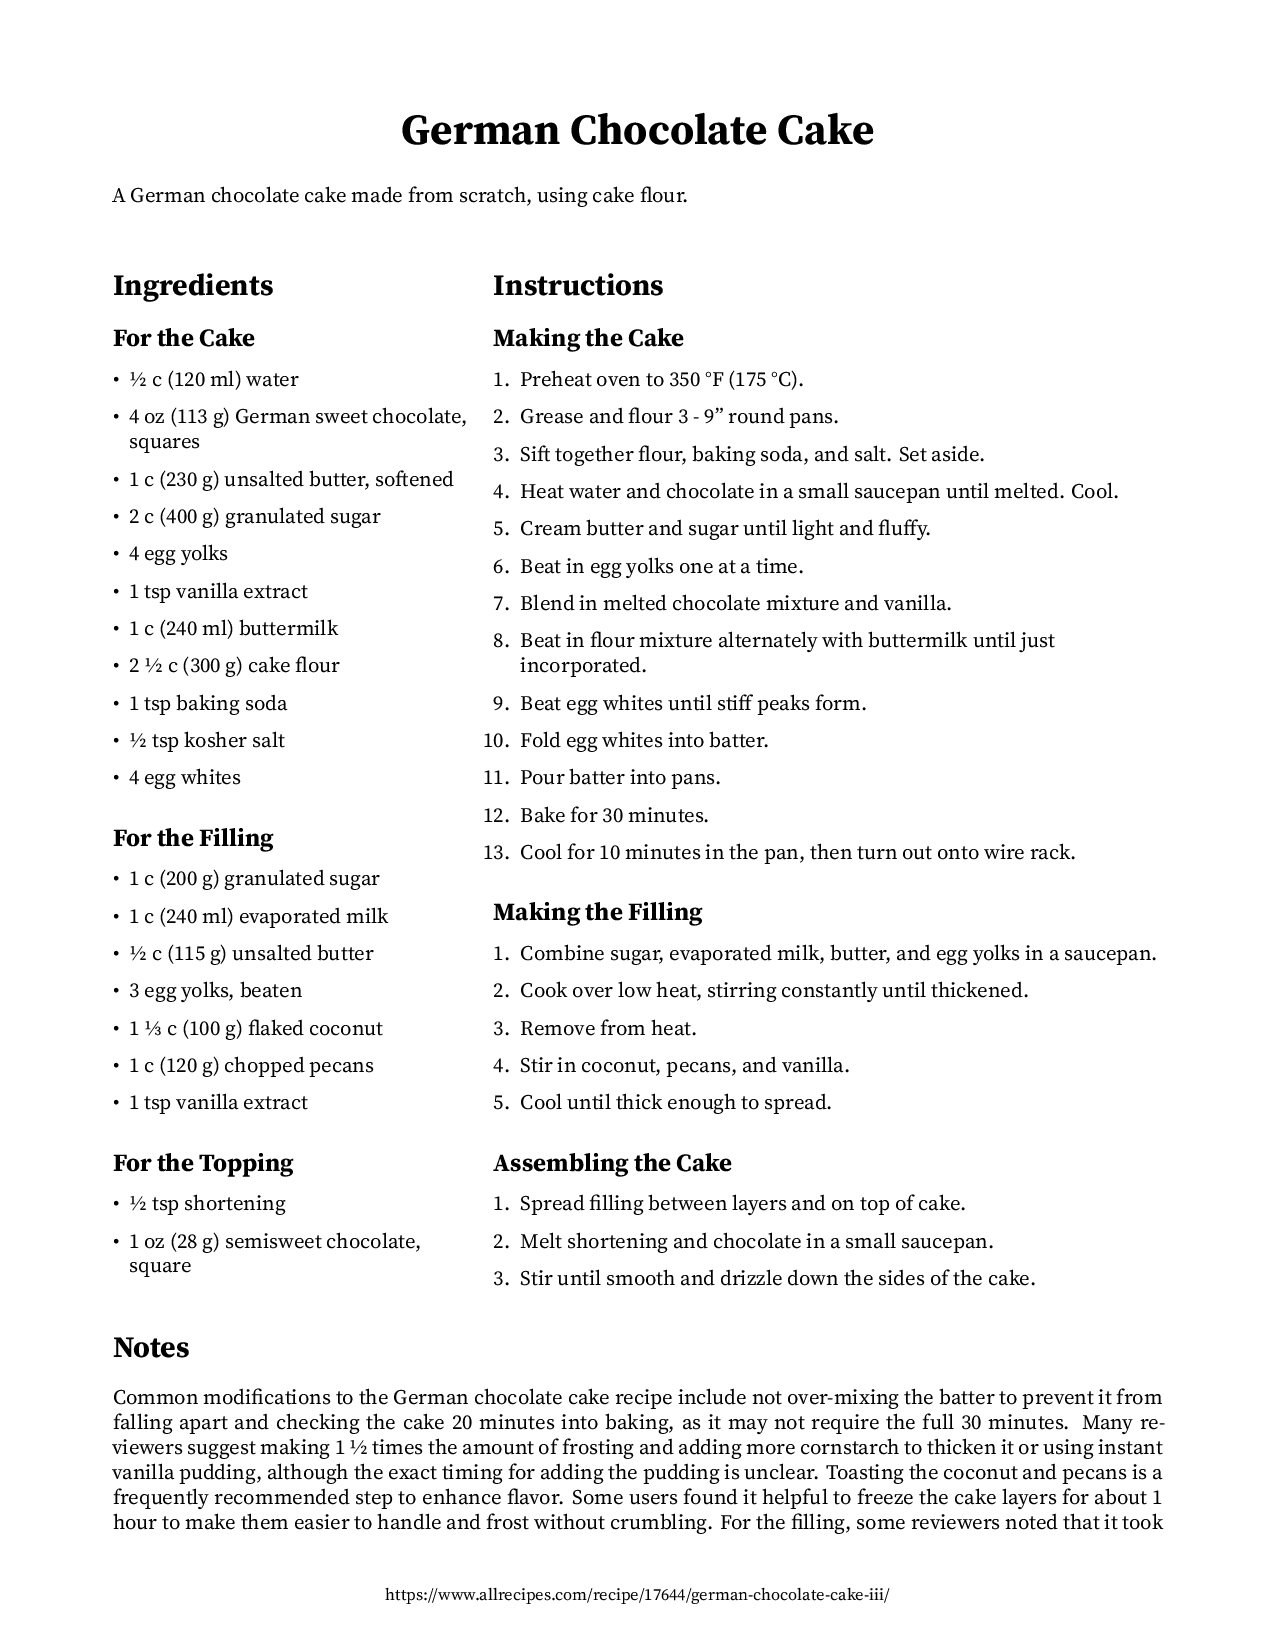 German Chocolate Cake
A German chocolate cake made from scratch, using cake flour.
Ingredients
For the Cake
• ½ c (120 ml) water
• 4 oz (113 g) German sweet chocolate,
squares
• 1 c (230 g) unsalted butter, softened
• 2 c (400 g) granulated sugar
• 4 egg yolks
• 1 tsp vanilla extract
• 1 c (240 ml) buttermilk
• 2 ½ c (300 g) cake flour
• 1 tsp baking soda
• ½ tsp kosher salt
• 4 egg whites
For the Filling
• 1 c (200 g) granulated sugar
• 1 c (240 ml) evaporated milk
• ½ c (115 g) unsalted butter
• 3 egg yolks, beaten
• 1 ⅓ c (100 g) flaked coconut
• 1 c (120 g) chopped pecans
• 1 tsp vanilla extract
For the Topping
• ½ tsp shortening
• 1 oz (28 g) semisweet chocolate,
square
Instructions
Making the Cake
1. Preheat oven to 350 °F (175 °C).
2. Grease and flour 3 - 9” round pans.
3. Sift together flour, baking soda, and salt. Set aside.
4. Heat water and chocolate in a small saucepan until melted. Cool.
5. Cream butter and sugar until light and fluffy.
6. Beat in egg yolks one at a time.
7. Blend in melted chocolate mixture and vanilla.
8. Beat in flour mixture alternately with buttermilk until just
incorporated.
9. Beat egg whites until stiff peaks form.
10. Fold egg whites into batter.
11. Pour batter into pans.
12. Bake for 30 minutes.
13. Cool for 10 minutes in the pan, then turn out onto wire rack.
Making the Filling
1. Combine sugar, evaporated milk, butter, and egg yolks in a saucepan.
2. Cook over low heat, stirring constantly until thickened.
3. Remove from heat.
4. Stir in coconut, pecans, and vanilla.
5. Cool until thick enough to spread.
Assembling the Cake
1. Spread filling between layers and on top of cake.
2. Melt shortening and chocolate in a small saucepan.
3. Stir until smooth and drizzle down the sides of the cake.
Notes
Common modifications to the German chocolate cake recipe include not over-mixing the batter to prevent it from
falling apart and checking the cake 20 minutes into baking, as it may not require the full 30 minutes. Many re-
viewers suggest making 1 ½ times the amount of frosting and adding more cornstarch to thicken it or using instant
vanilla pudding, although the exact timing for adding the pudding is unclear. Toasting the coconut and pecans is a
frequently recommended step to enhance flavor. Some users found it helpful to freeze the cake layers for about 1
hour to make them easier to handle and frost without crumbling. For the filling, some reviewers noted that it took
https://www.allrecipes.com/recipe/17644/german-chocolate-cake-iii/